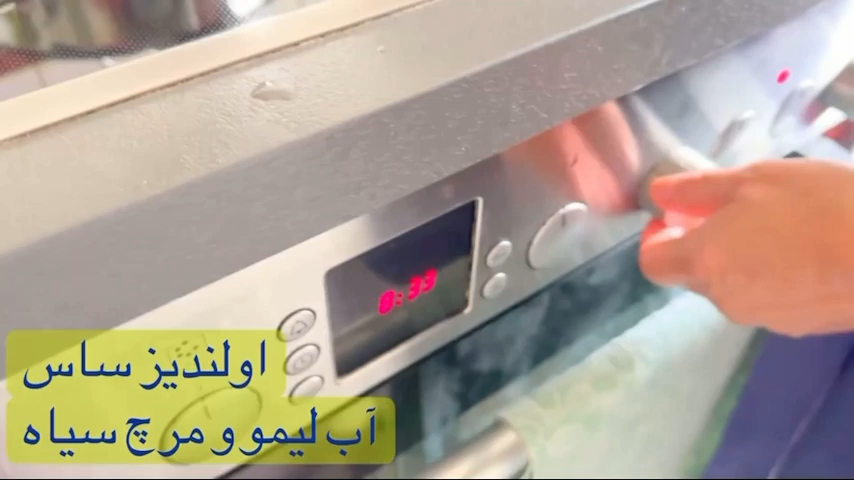 8:33
اولندیز ساس
آب لیمو و مرچ سیاه